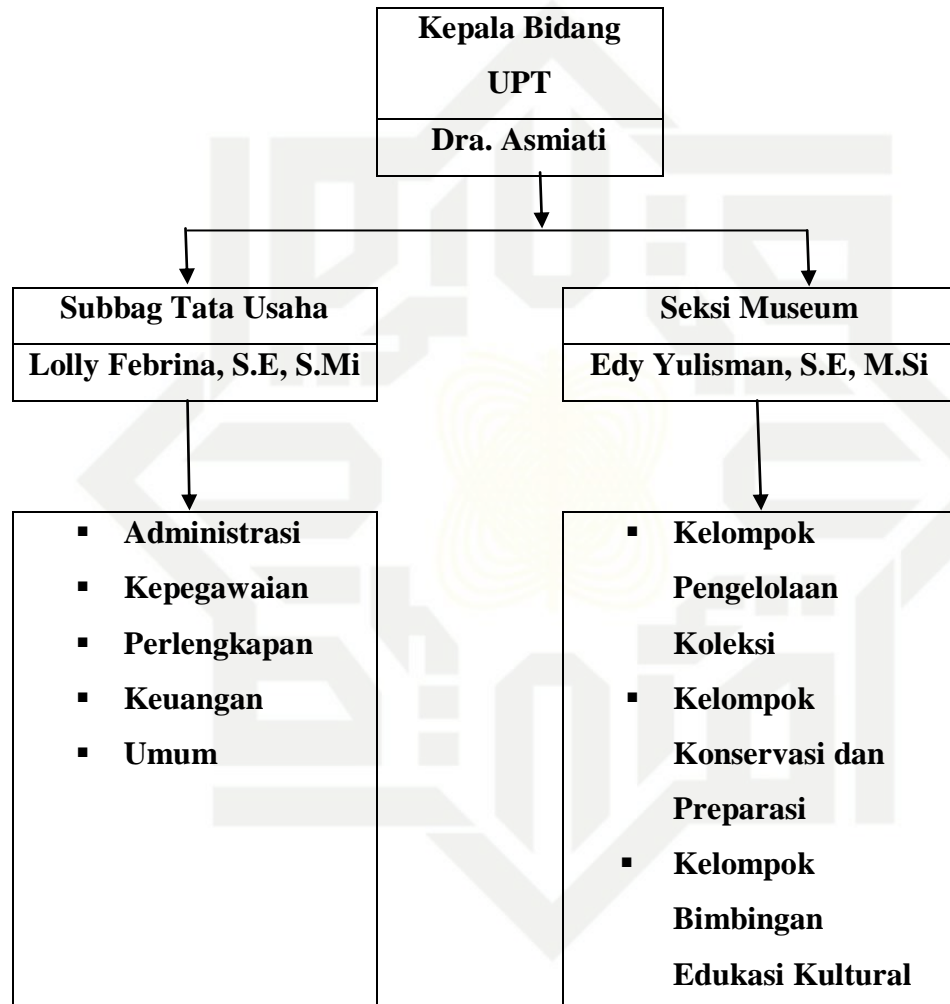 Kepala Bidang
UPT
Dra. Asmiati
Subbag Tata Usaha
Lolly Febrina, S.E, S.Mi
Seksi Museum
Edy Yulisman, S.E, M.Si
▪ Administrasi
▪ Kepegawaian
▪ Perlengkapan
▪ Keuangan
▪ Umum
▪ Kelompok
Pengelolaan
Koleksi
▪ Kelompok
Konservasi dan
Preparasi
▪ Kelompok
Bimbingan
Edukasi Kultural